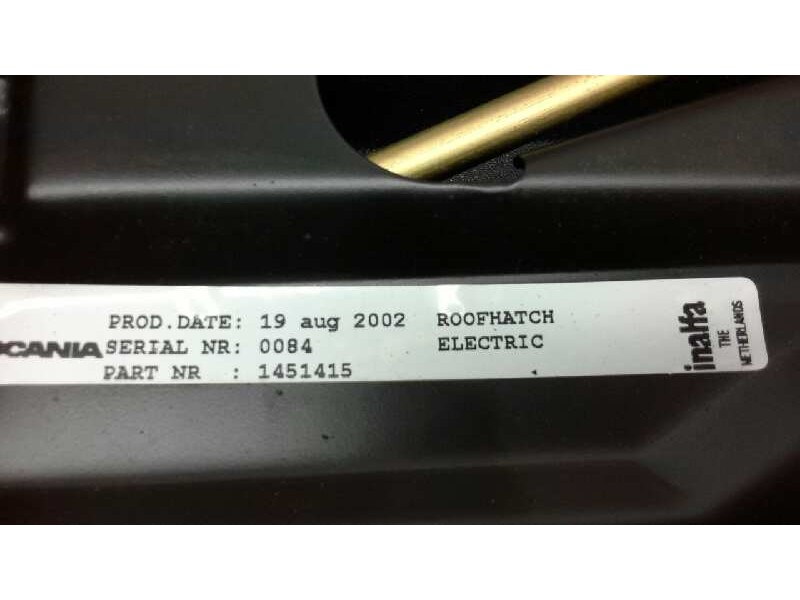 PROD.DATE: 19 aug 2002 ROOFHATCH
SCANIA SERIAL NR: 0084 ELECTRIC
PART NR : 1451415
inalfa
THE
NETHERLANDS